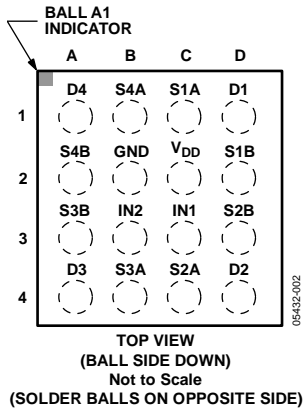 BALL A1
INDICATOR
A B C D
1 D4 S4A S1A D1
2 S4B GND VDD S1B
3 S3B IN2 IN1 S2B
4 D3 S3A S2A D2
05432-002
TOP VIEW
(BALL SIDE DOWN)
Not to Scale
(SOLDER BALLS ON OPPOSITE SIDE)